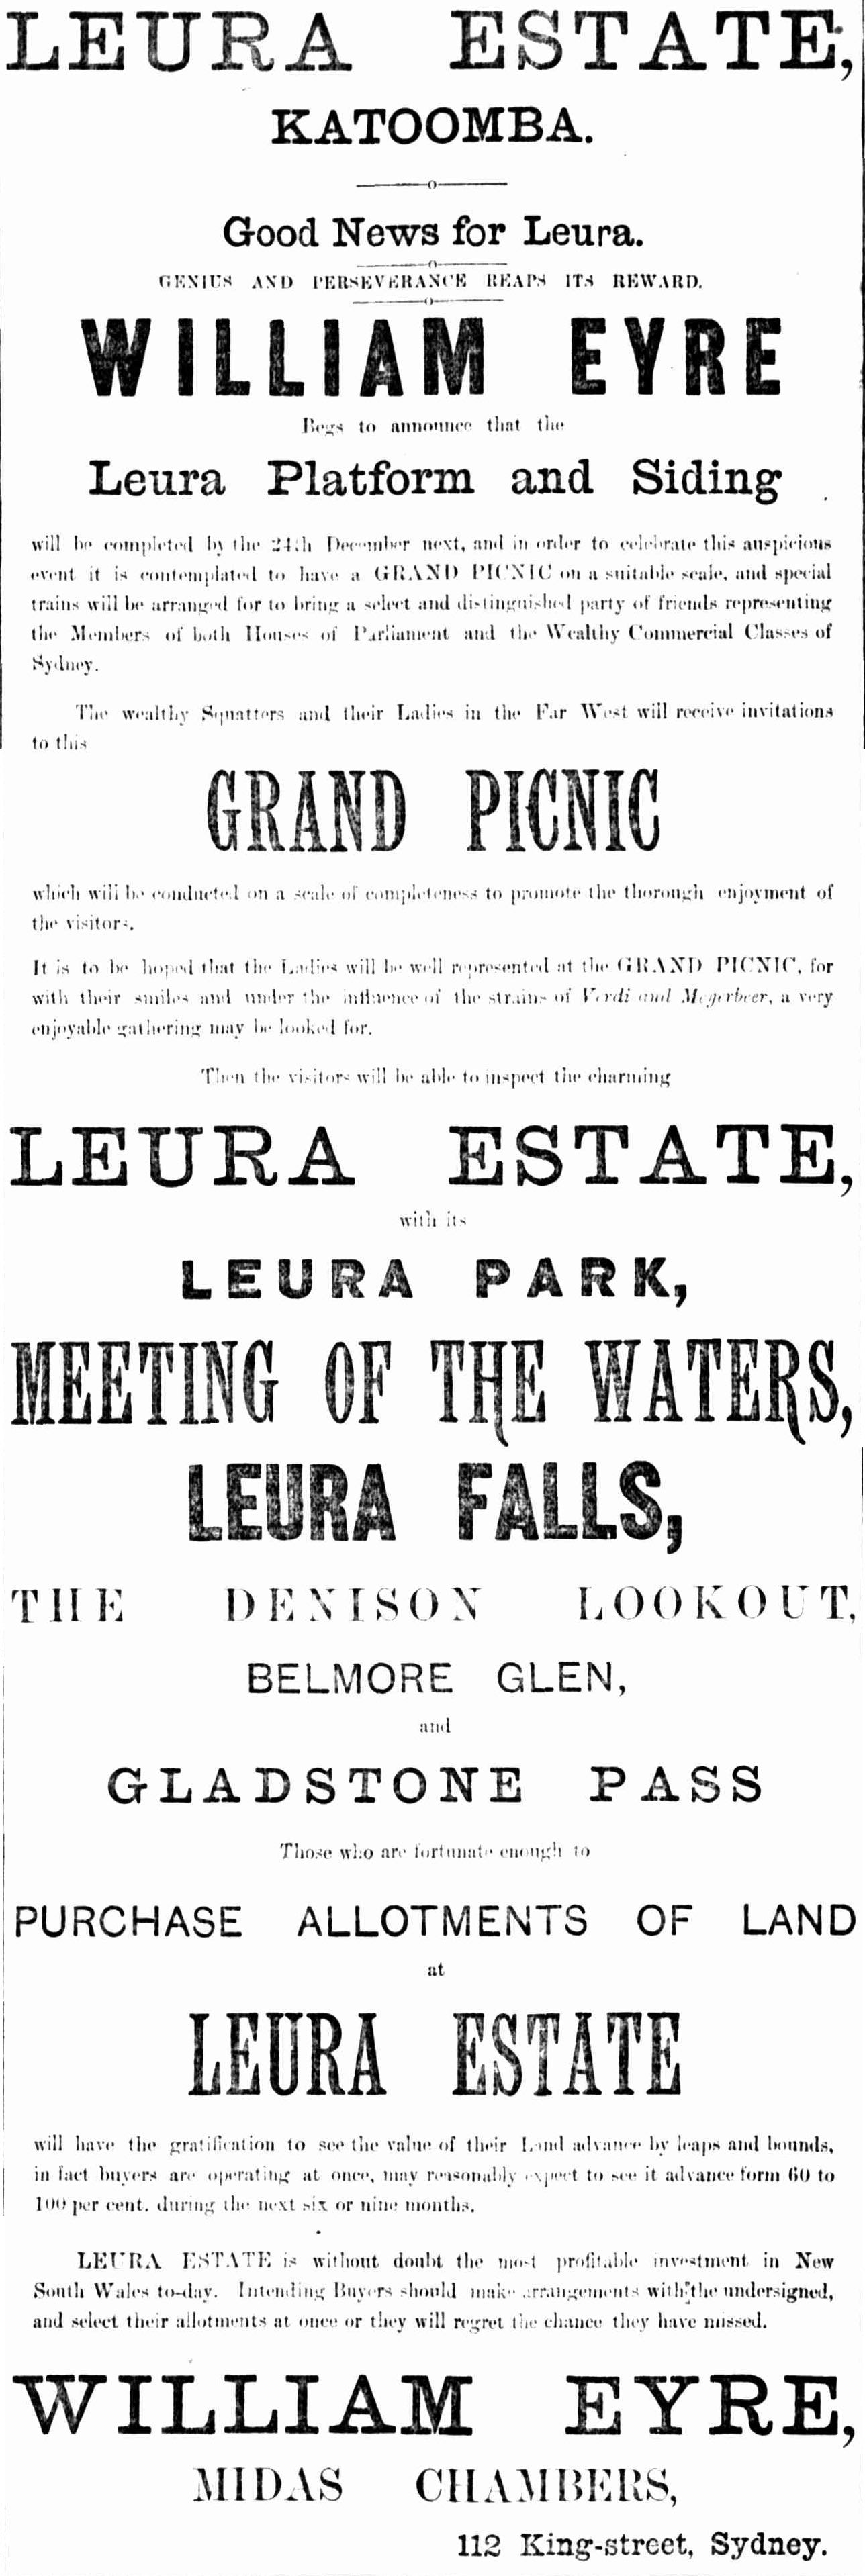 LEURA ESTATE,
KATOOMBA.
Good News for Leura.
GENIUS AND PERSEVERANCE REAPS ITS REWARD.
WILLIAM EYRE
Begs to announce that the
Leura Platform and Siding
will be completed by the 24th December next, and in order to celebrate this auspicious
event it is contemplated to have a GRAND PICNIC on a suitable scale, and special
trains will be arranged for to bring a select and distinguished party of friends representing
the Members of both Houses of Parliament and the Wealthy Commercial Classes of
Sydney.
The wealthy Squatters and their Ladies in the Far West will receive invitations
to this
GRAND PICNIC
which will be conducted on a scale of completeness to promote the thorough enjoyment of
the visitors.
It is to be hoped that the Ladies will be well represented at the GRAND PICNIC, for
with their smiles and under the influence of the strains of Verdi and Meyerbeer, a very
enjoyable gathering may be looked for.
Then the visitors will be able to inspect the charming
LEURA ESTATE,
with its
LEURA PARK,
MEETING OF THE WATERS,
LEURA FALLS,
THE DENISON LOOKOUT,
BELMORE GLEN,
and
GLADSTONE PASS
Those who are fortunate enough to
PURCHASE ALLOTMENTS OF LAND
at
LEURA ESTATE
will have the gratification to see the value of their Land advance by leaps and bounds,
in fact buyers are operating at once, may reasonably expect to see it advance form 60 to
100 per cent. during the next six or nine months.
LEURA ESTATE is without doubt the most profitable investment in New
South Wales to-day. Intending Buyers should make arrangements with the undersigned,
and select their allotments at once or they will regret the chance they have missed.
WILLIAM EYRE,
MIDAS CHAMBERS,
112 King-street, Sydney.